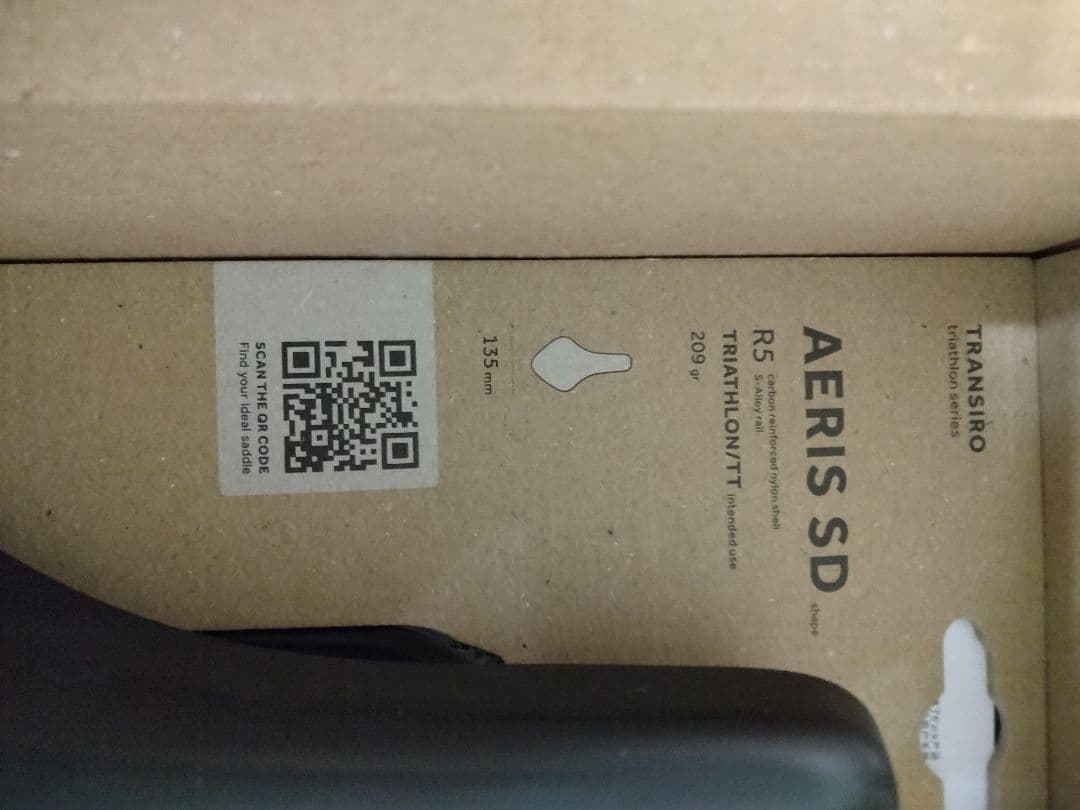 TRANSIRO
triathlon series
AERIS SD shape
R5 carbon reinforced nylon shell
S-Alloy rail
TRIATHLON/TT intended use
209 gr
135 mm
SCAN THE QR CODE
Find your ideal saddle